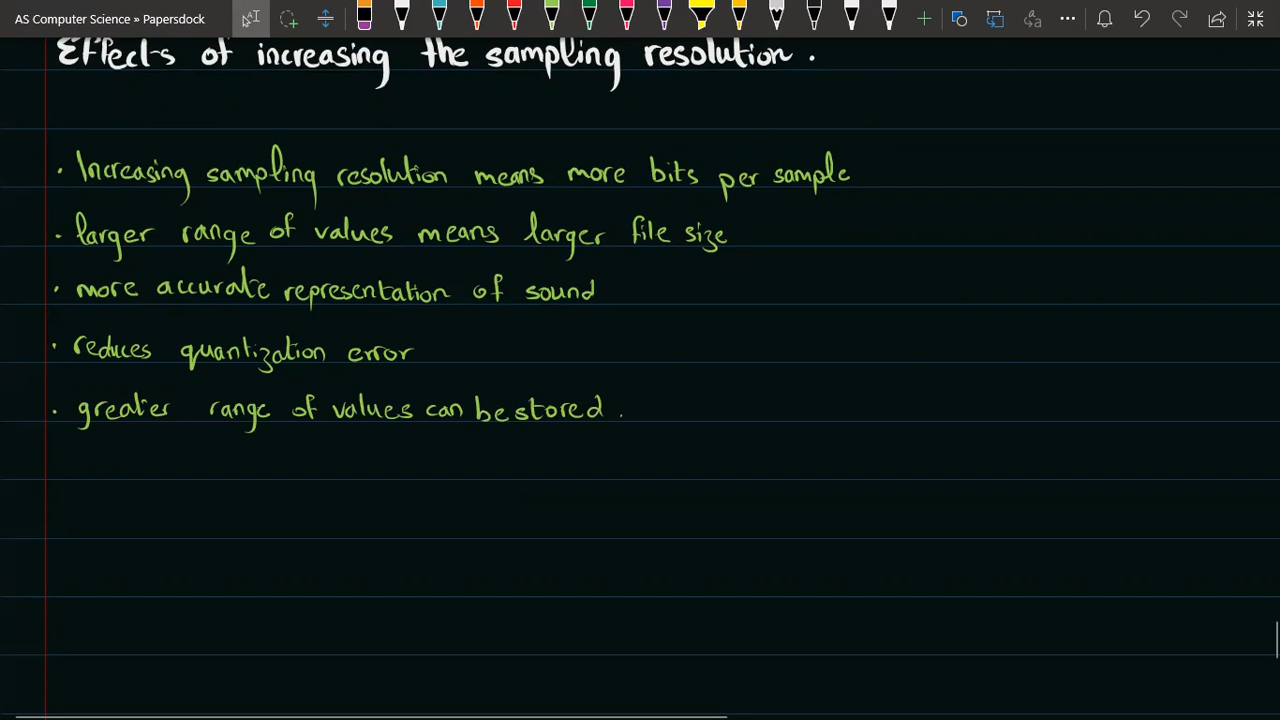 AS Computer Science » Papersdock
Effects of increasing the sampling resolution.
· Increasing sampling resolution means more bits per sample
· larger range of values means larger file size
· more accurate representation of sound
· reduces quantization error
· greater range of values can be stored.